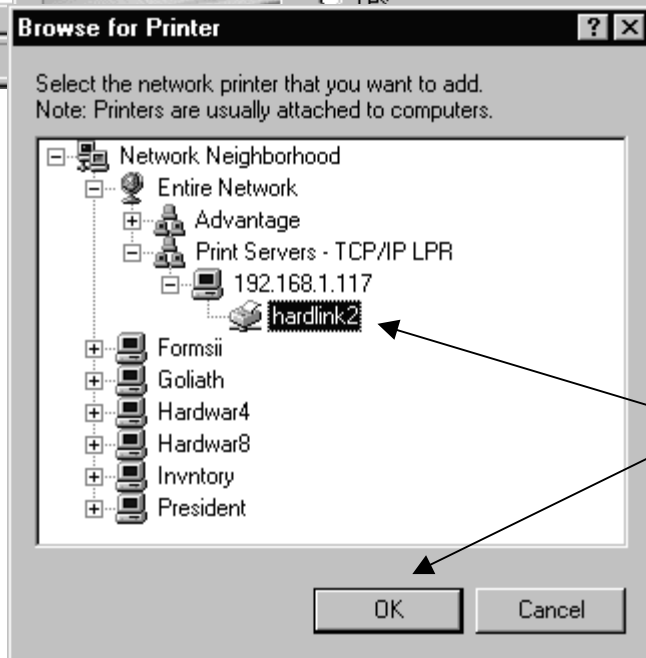 Browse for Printer
Select the network printer that you want to add.
Note: Printers are usually attached to computers.
Network Neighborhood
Entire Network
Advantage
Print Servers - TCP/IP LPR
192.168.1.117
hardlink2
Formsii
Goliath
Hardwar4
Hardwar8
Invntory
President
OK Cancel